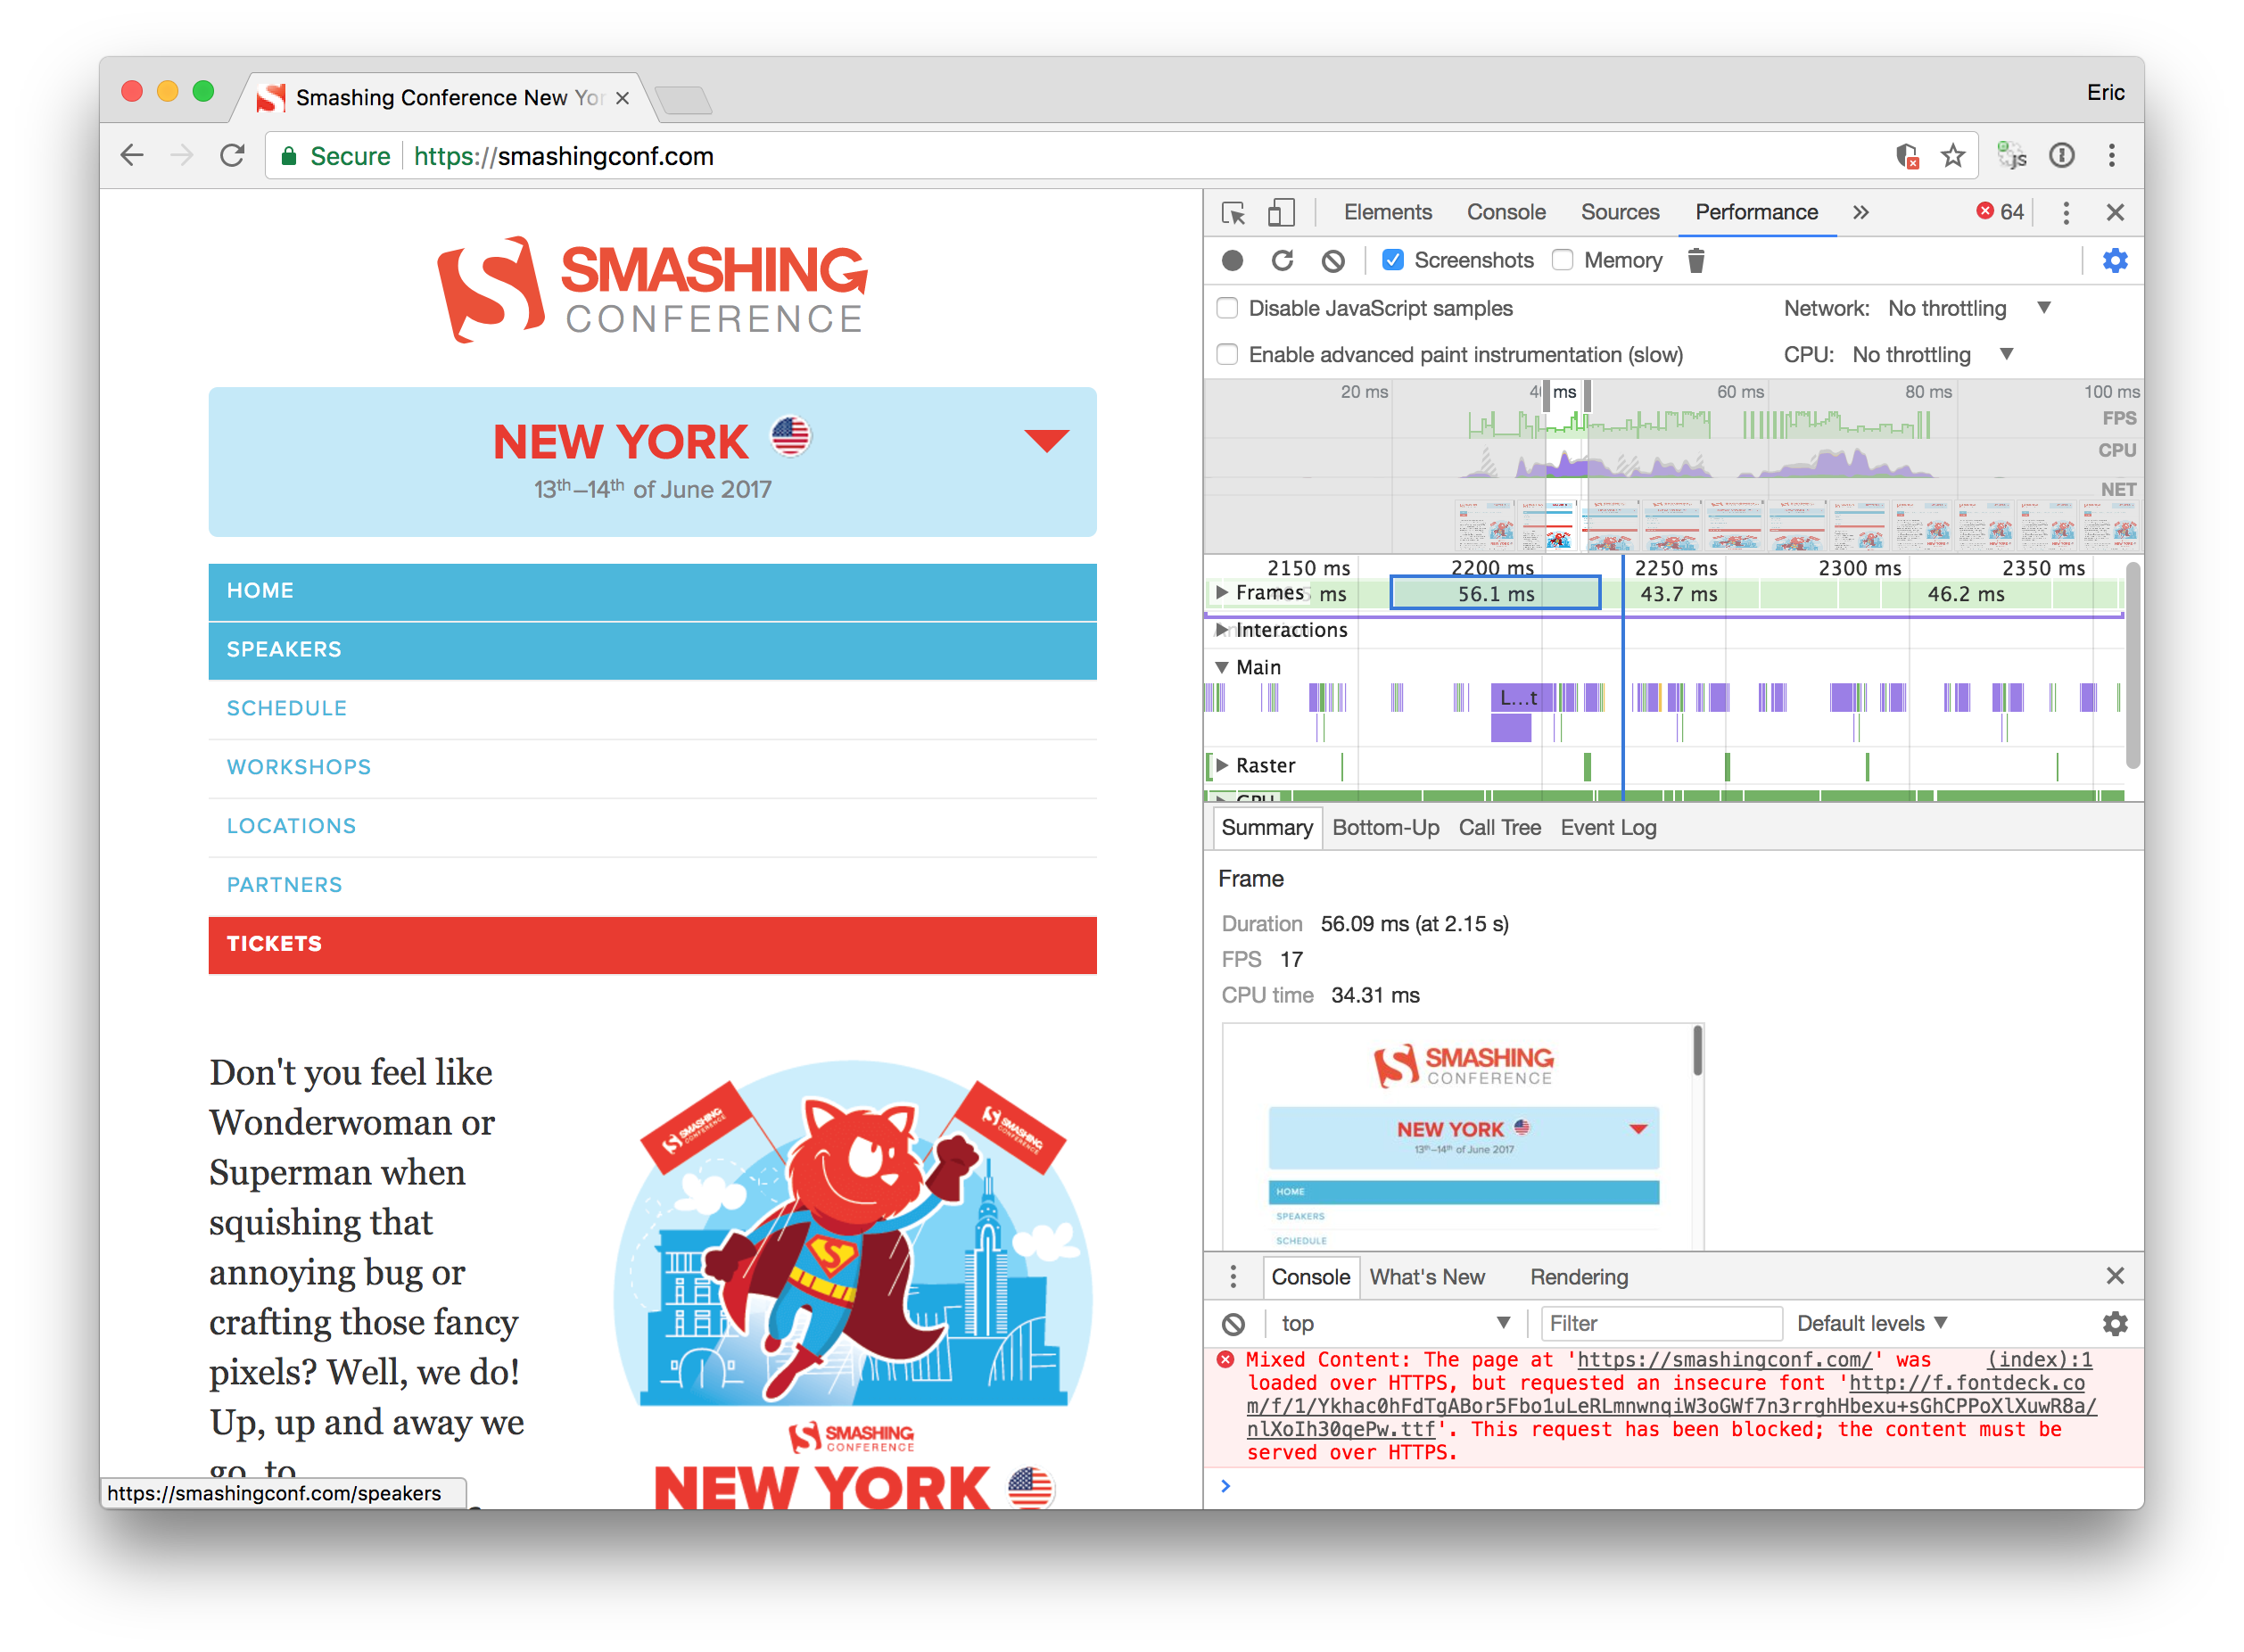 Smashing Conference New Yor
Eric
Secure https://smashingconf.com
SMASHING
CONFERENCE
NEW YORK
13th–14th of June 2017
HOME
SPEAKERS
SCHEDULE
WORKSHOPS
LOCATIONS
PARTNERS
TICKETS
Don't you feel like
Wonderwoman or
Superman when
squishing that
annoying bug or
crafting those fancy
pixels? Well, we do!
Up, up and away we
go, to
SMASHING
CONFERENCE
SMASHING
CONFERENCE
S
SMASHING
CONFERENCE
NEW YORK
https://smashingconf.com/speakers
Elements Console Sources Performance » 64
Screenshots Memory
Disable JavaScript samples Network: No throttling
Enable advanced paint instrumentation (slow) CPU: No throttling
20 ms 4 ms 60 ms 80 ms 100 ms
FPS
CPU
NET
2150 ms 2200 ms 2250 ms 2300 ms 2350 ms
Frames ms 56.1 ms 43.7 ms 46.2 ms
Interactions
Main
L...t
Raster
GPU
Summary Bottom-Up Call Tree Event Log
Frame
Duration 56.09 ms (at 2.15 s)
FPS 17
CPU time 34.31 ms
SMASHING
CONFERENCE
NEW YORK
13th–14th of June 2017
HOME
SPEAKERS
SCHEDULE
Console What's New Rendering
top Filter Default levels
Mixed Content: The page at 'https://smashingconf.com/' was (index):1
loaded over HTTPS, but requested an insecure font 'http://f.fontdeck.co
m/f/1/Ykhac0hFdTgABor5Fbo1uLeRLmnwnqiW3oGWf7n3rrghHbexu+sGhCPPoXlXuwR8a/
nlXoIh30qePw.ttf'. This request has been blocked; the content must be
served over HTTPS.